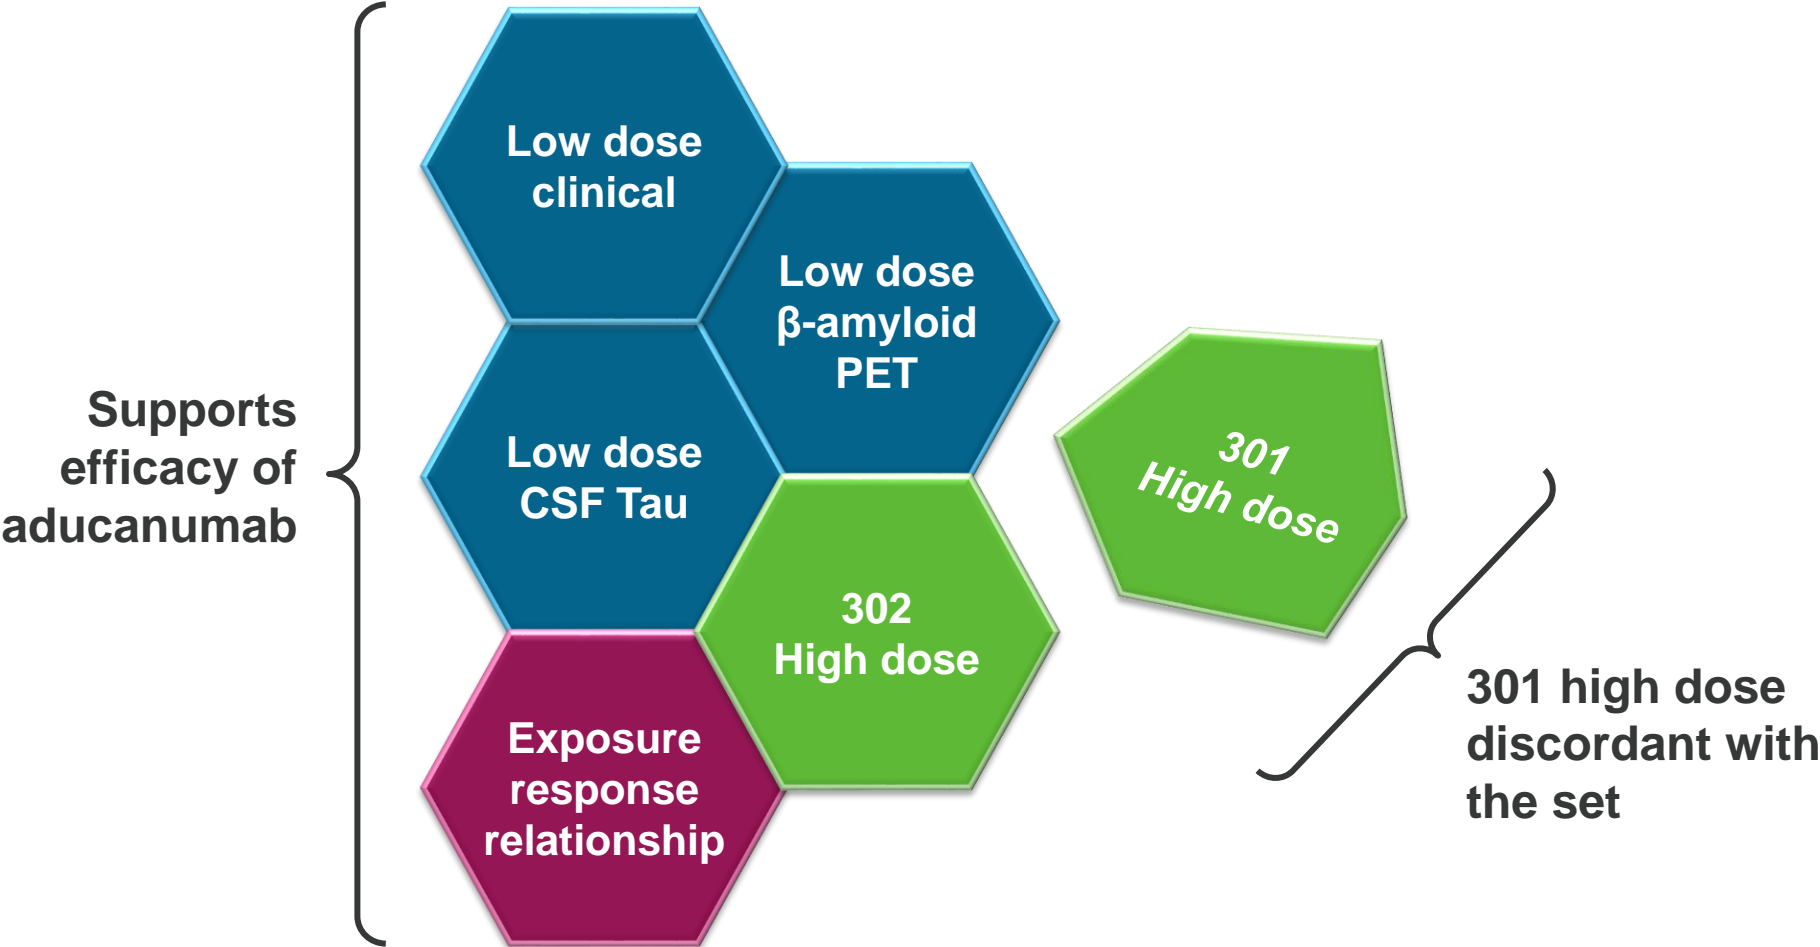 Supports
efficacy of
aducanumab
Low dose
clinical
Low dose
β-amyloid
PET
Low dose
CSF Tau
302
High dose
Exposure
response
relationship
301
High dose
301 high dose
discordant with
the set